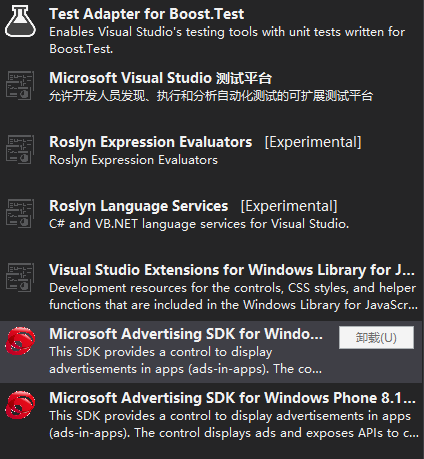 Test Adapter for Boost.Test
Enables Visual Studio's testing tools with unit tests written for
Boost.Test.
Microsoft Visual Studio 测试平台
允许开发人员发现、执行和分析自动化测试的可扩展测试平台
Roslyn Expression Evaluators [Experimental]
Roslyn Expression Evaluators
Roslyn Language Services [Experimental]
C# and VB.NET language services for Visual Studio.
Visual Studio Extensions for Windows Library for J...
Development resources for the controls, CSS styles, and helper
functions that are included in the Windows Library for JavaScr...
Microsoft Advertising SDK for Windo... 卸载(U)
This SDK provides a control to display
advertisements in apps (ads-in-apps). The co...
Microsoft Advertising SDK for Windows Phone 8.1...
This SDK provides a control to display advertisements in apps
(ads-in-apps). The control displays ads and exposes APIs to c...